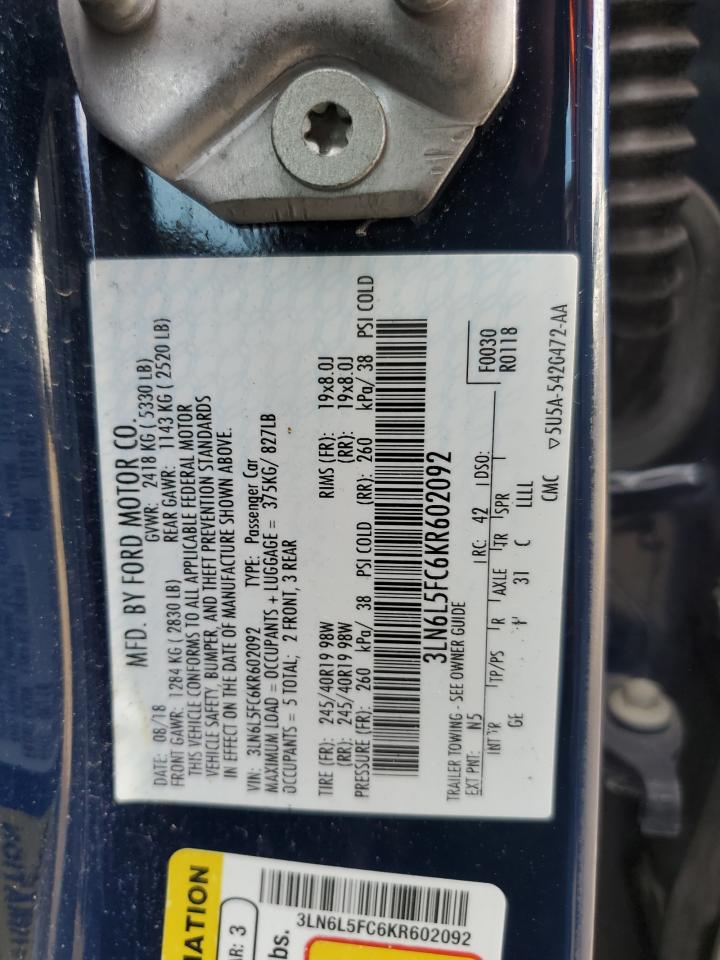 MFD. BY FORD MOTOR CO.
DATE: 08/18 GVWR: 2418 KG ( 5330 LB)
FRONT GAWR: 1284 KG ( 2830 LB) REAR GAWR: 1143 KG ( 2520 LB)
THIS VEHICLE CONFORMS TO ALL APPLICABLE FEDERAL MOTOR
VEHICLE SAFETY, BUMPER, AND THEFT PREVENTION STANDARDS
IN EFFECT ON THE DATE OF MANUFACTURE SHOWN ABOVE.
VIN: 3LN6L5FC6KR602092 TYPE: Passenger Car
MAXIMUM LOAD = OCCUPANTS + LUGGAGE = 375KG/ 827LB
OCCUPANTS = 5 TOTAL; 2 FRONT, 3 REAR
TIRE (FR): 245/40R19 98W RIMS (FR): 19x8.0J
(RR): 245/40R19 98W (RR): 19x8.0J
PRESSURE (FR): 260 kPa/ 38 PSI COLD (RR): 260 kPa/ 38 PSI COLD
3LN6L5FC6KR602092
TRAILER TOWING - SEE OWNER GUIDE
EXT PNT: N5 RC: 42 DSO: F0030
INT TR TP/PS R AXLE TR SPR R0118
GE 31 C LLLL
CMC 5U5A-5420472-AA
MATION
AR: 3
bs.
3LN6L5FC6KR602092